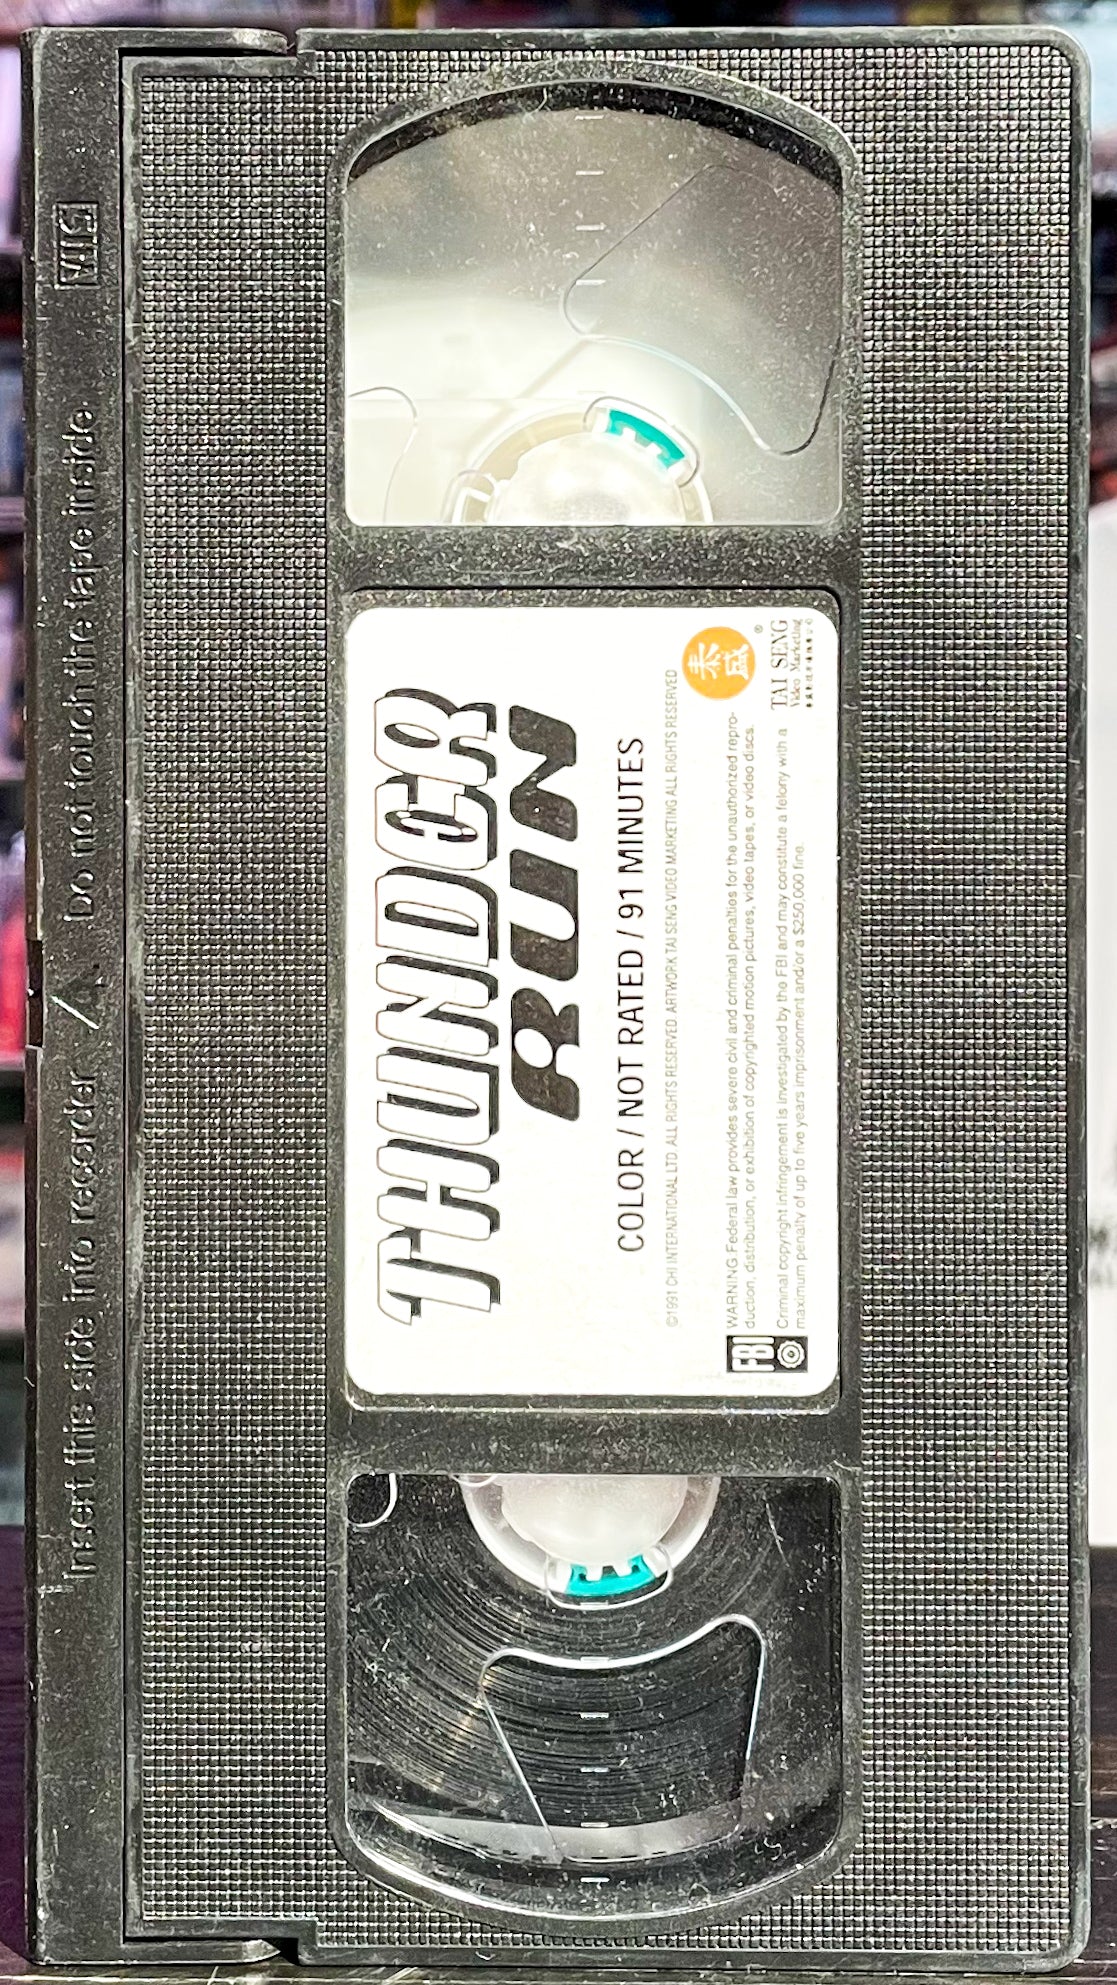 VHS
Insert this side into recorder / Do not touch the tape inside
THUNDER
RUN
COLOR / NOT RATED / 91 MINUTES
©1991 CHI INTERNATIONAL LTD. ALL RIGHTS RESERVED. ARTWORK TAI SENG VIDEO MARKETING ALL RIGHTS RESERVED
FBI
WARNING: Federal law provides severe civil and criminal penalties for the unauthorized repro-
duction, distribution, or exhibition of copyrighted motion pictures, video tapes, or video discs.
Criminal copyright infringement is investigated by the FBI and may constitute a felony with a
maximum penalty of up to five years imprisonment and/or a $250,000 fine.
泰盛
®
TAI SENG
Video Marketing